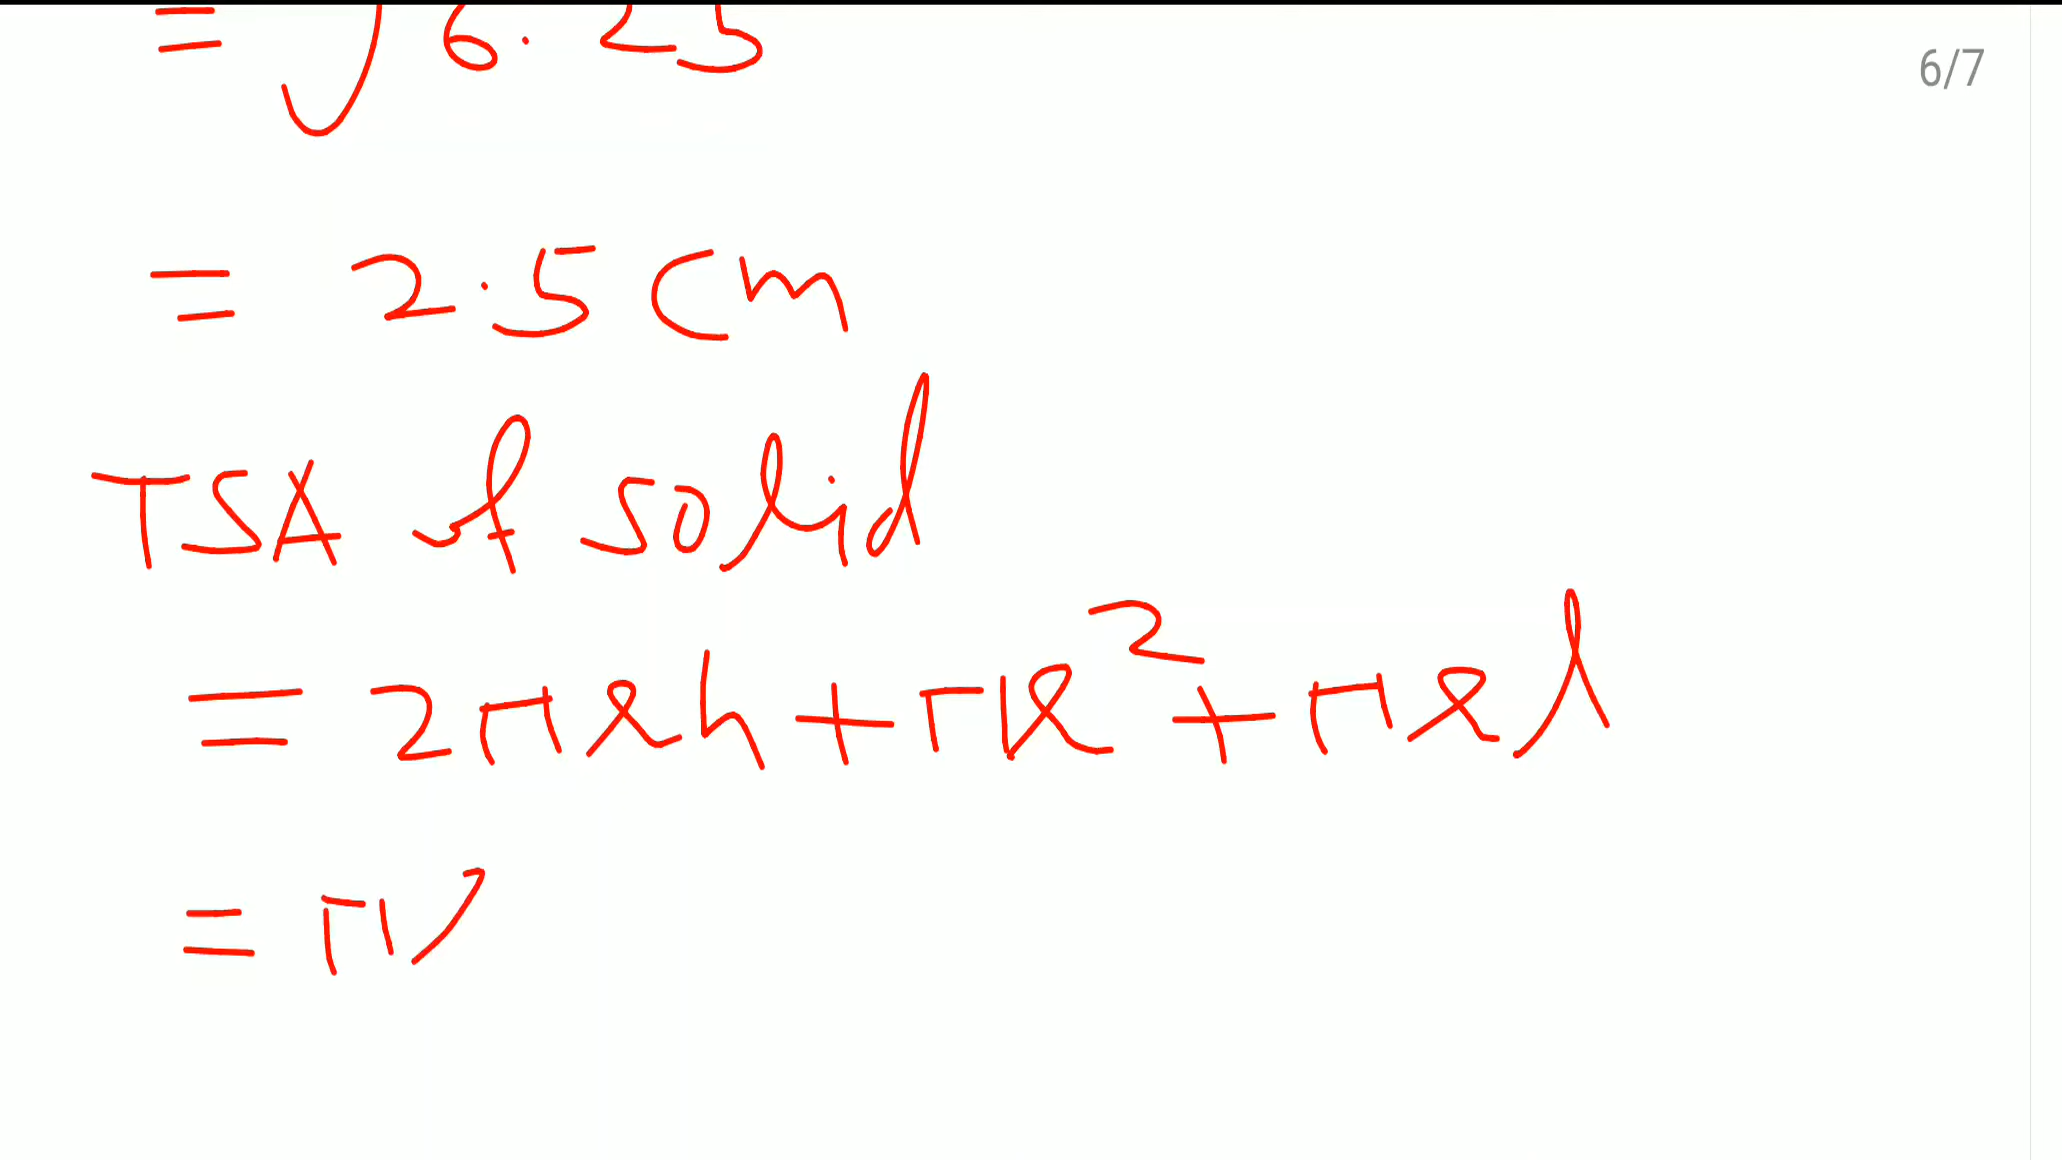 = √6.25
6/7
= 2.5 cm
TSA of solid
= 2πrh + πr² + πrl
= πr